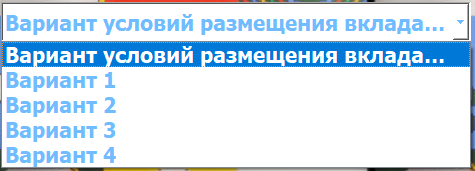 Вариант условий размещения вклада...
Вариант условий размещения вклада...
Вариант 1
Вариант 2
Вариант 3
Вариант 4